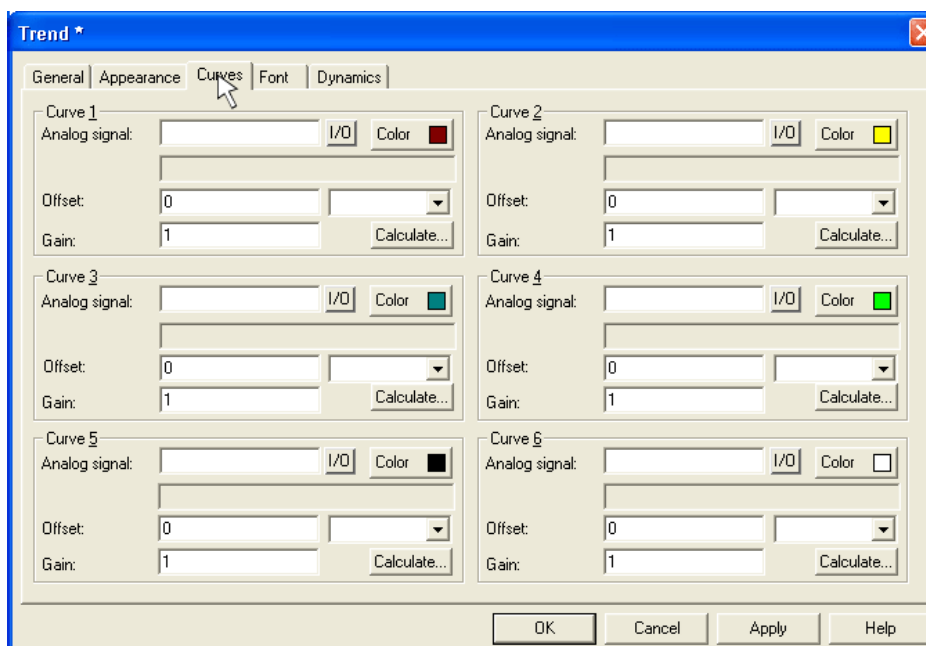 Trend *
General Appearance Curves Font Dynamics
Curve 1
Analog signal: I/O Color
Offset: 0
Gain: 1 Calculate...
Curve 2
Analog signal: I/O Color
Offset: 0
Gain: 1 Calculate...
Curve 3
Analog signal: I/O Color
Offset: 0
Gain: 1 Calculate...
Curve 4
Analog signal: I/O Color
Offset: 0
Gain: 1 Calculate...
Curve 5
Analog signal: I/O Color
Offset: 0
Gain: 1 Calculate...
Curve 6
Analog signal: I/O Color
Offset: 0
Gain: 1 Calculate...
OK Cancel Apply Help